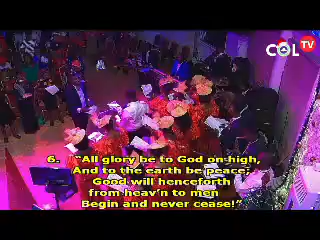 COL TV
6. "All glory be to God on high,
And to the earth be peace;
Good will henceforth
from heav'n to men
Begin and never cease!"